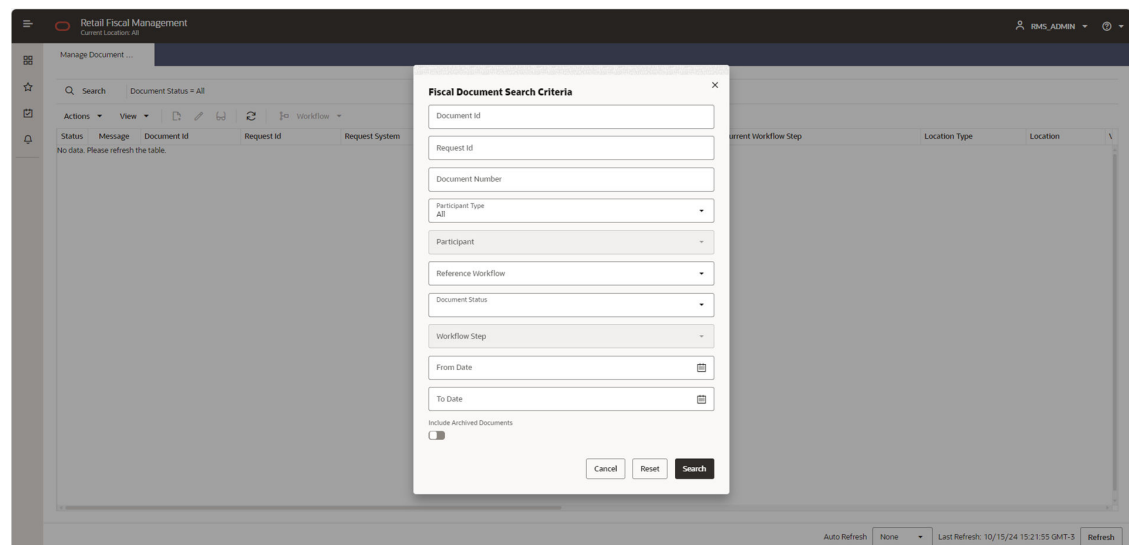 Retail Fiscal Management
Current Location: All
RMS_ADMIN
Manage Document ...
Search Document Status = All
Actions View Workflow
Status Message Document Id Request Id Request System urrent Workflow Step Location Type Location
No data. Please refresh the table.
Fiscal Document Search Criteria
Document Id
Request Id
Document Number
Participant Type
All
Participant
Reference Workflow
Document Status
Workflow Step
From Date
To Date
Include Archived Documents
Cancel Reset Search
Auto Refresh None Last Refresh: 10/15/24 15:21:55 GMT-3 Refresh